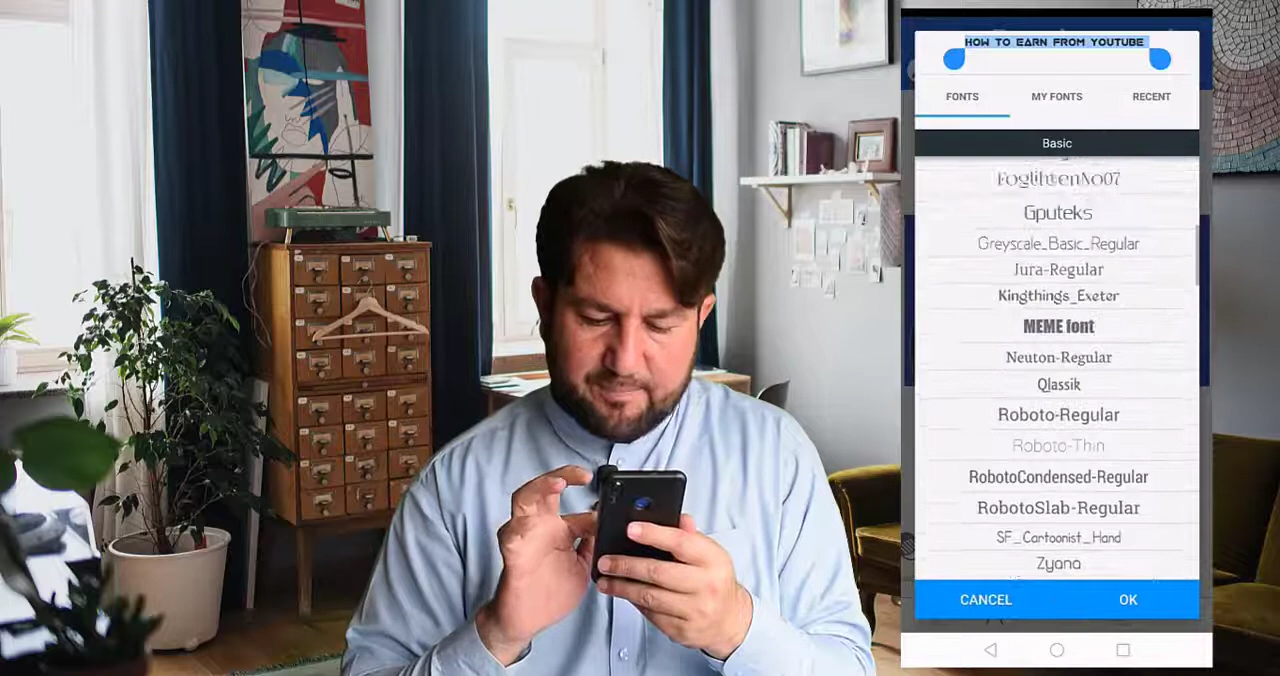 HOW TO EARN FROM YOUTUBE
FONTS
MY FONTS
RECENT
Basic
FoglihtenNo07
Gputeks
Greyscale_Basic_Regular
Jura-Regular
Kingthings_Exeter
MEME font
Neuton-Regular
Qlassik
Roboto-Regular
Roboto-Thin
RobotoCondensed-Regular
RobotoSlab-Regular
SF_Cartoonist_Hand
Zyana
CANCEL
OK